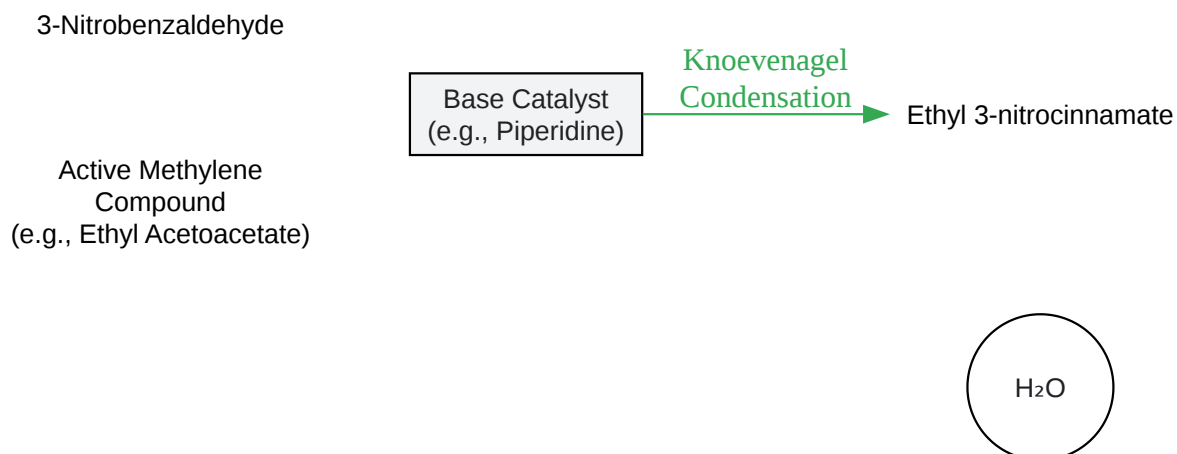 3-Nitrobenzaldehyde
Knoevenagel
Condensation
Base Catalyst
(e.g., Piperidine)
Ethyl 3-nitrocinnamate
Active Methylene
Compound
(e.g., Ethyl Acetoacetate)
H₂O